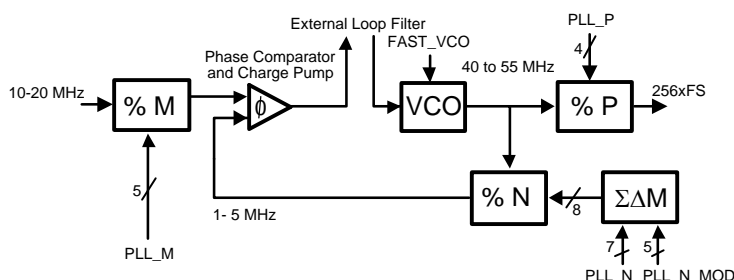 External Loop Filter
PLL_P
FAST_VCO
Phase Comparator
and Charge Pump
4
40 to 55 MHz
10-20 MHz
% M
ϕ
VCO
% P
256xFS
5
% N
8
ΣΔM
1- 5 MHz
7
5
PLL_M
PLL_N
PLL_N_MOD